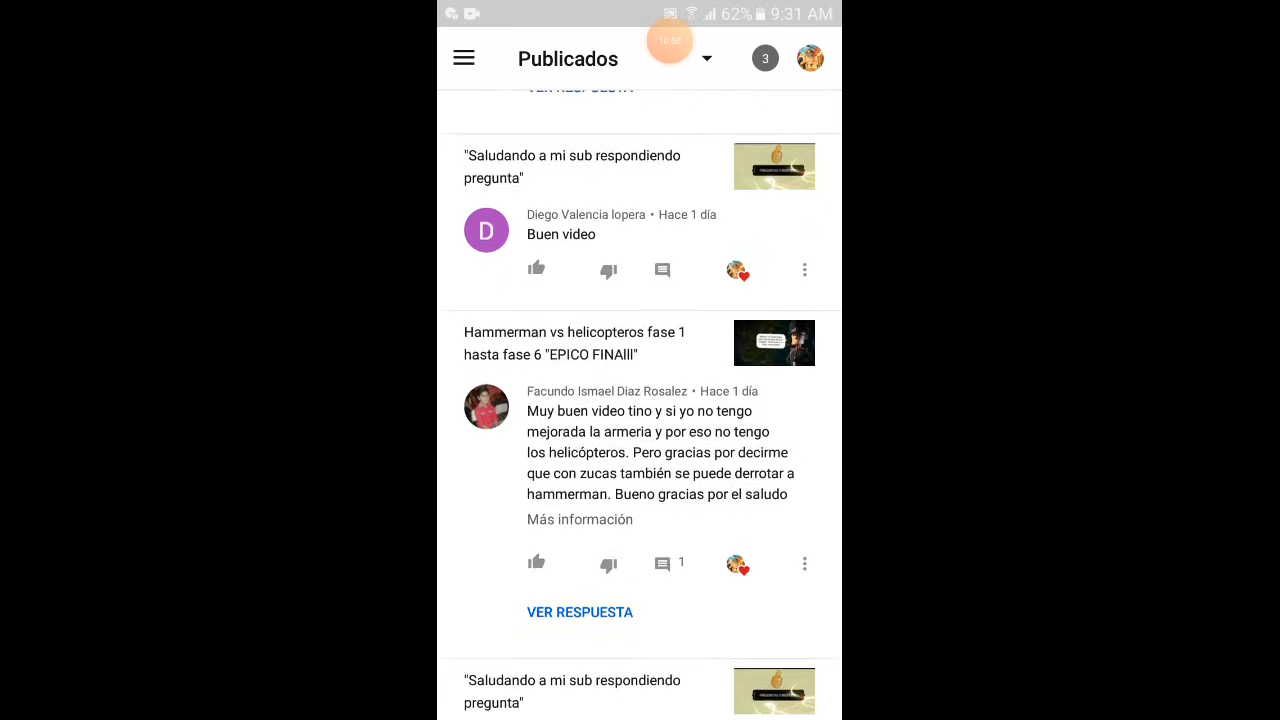 62% 9:31 AM
10:50
Publicados
3
VER RESPUESTA
"Saludando a mi sub respondiendo
pregunta"
D
Diego Valencia lopera • Hace 1 día
Buen video
Hammerman vs helicopteros fase 1
hasta fase 6 "EPICO FINAlll"
Facundo Ismael Diaz Rosalez • Hace 1 día
Muy buen video tino y si yo no tengo
mejorada la armeria y por eso no tengo
los helicópteros. Pero gracias por decirme
que con zucas también se puede derrotar a
hammerman. Bueno gracias por el saludo
Más información
1
VER RESPUESTA
"Saludando a mi sub respondiendo
pregunta"